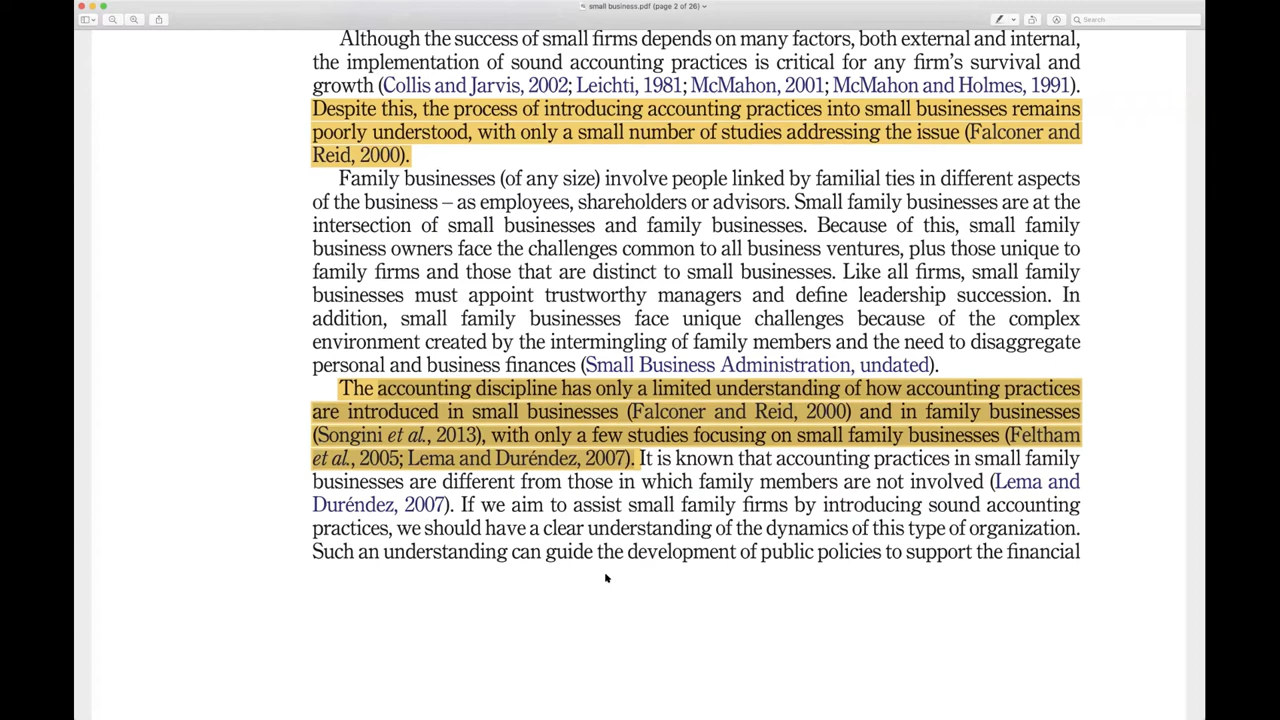 small business.pdf (page 2 of 26)
Search
Although the success of small firms depends on many factors, both external and internal,
the implementation of sound accounting practices is critical for any firm's survival and
growth (Collis and Jarvis, 2002; Leichti, 1981; McMahon, 2001; McMahon and Holmes, 1991).
Despite this, the process of introducing accounting practices into small businesses remains
poorly understood, with only a small number of studies addressing the issue (Falconer and
Reid, 2000).
Family businesses (of any size) involve people linked by familial ties in different aspects
of the business – as employees, shareholders or advisors. Small family businesses are at the
intersection of small businesses and family businesses. Because of this, small family
business owners face the challenges common to all business ventures, plus those unique to
family firms and those that are distinct to small businesses. Like all firms, small family
businesses must appoint trustworthy managers and define leadership succession. In
addition, small family businesses face unique challenges because of the complex
environment created by the intermingling of family members and the need to disaggregate
personal and business finances (Small Business Administration, undated).
The accounting discipline has only a limited understanding of how accounting practices
are introduced in small businesses (Falconer and Reid, 2000) and in family businesses
(Songini et al., 2013), with only a few studies focusing on small family businesses (Feltham
et al., 2005; Lema and Duréndez, 2007). It is known that accounting practices in small family
businesses are different from those in which family members are not involved (Lema and
Duréndez, 2007). If we aim to assist small family firms by introducing sound accounting
practices, we should have a clear understanding of the dynamics of this type of organization.
Such an understanding can guide the development of public policies to support the financial